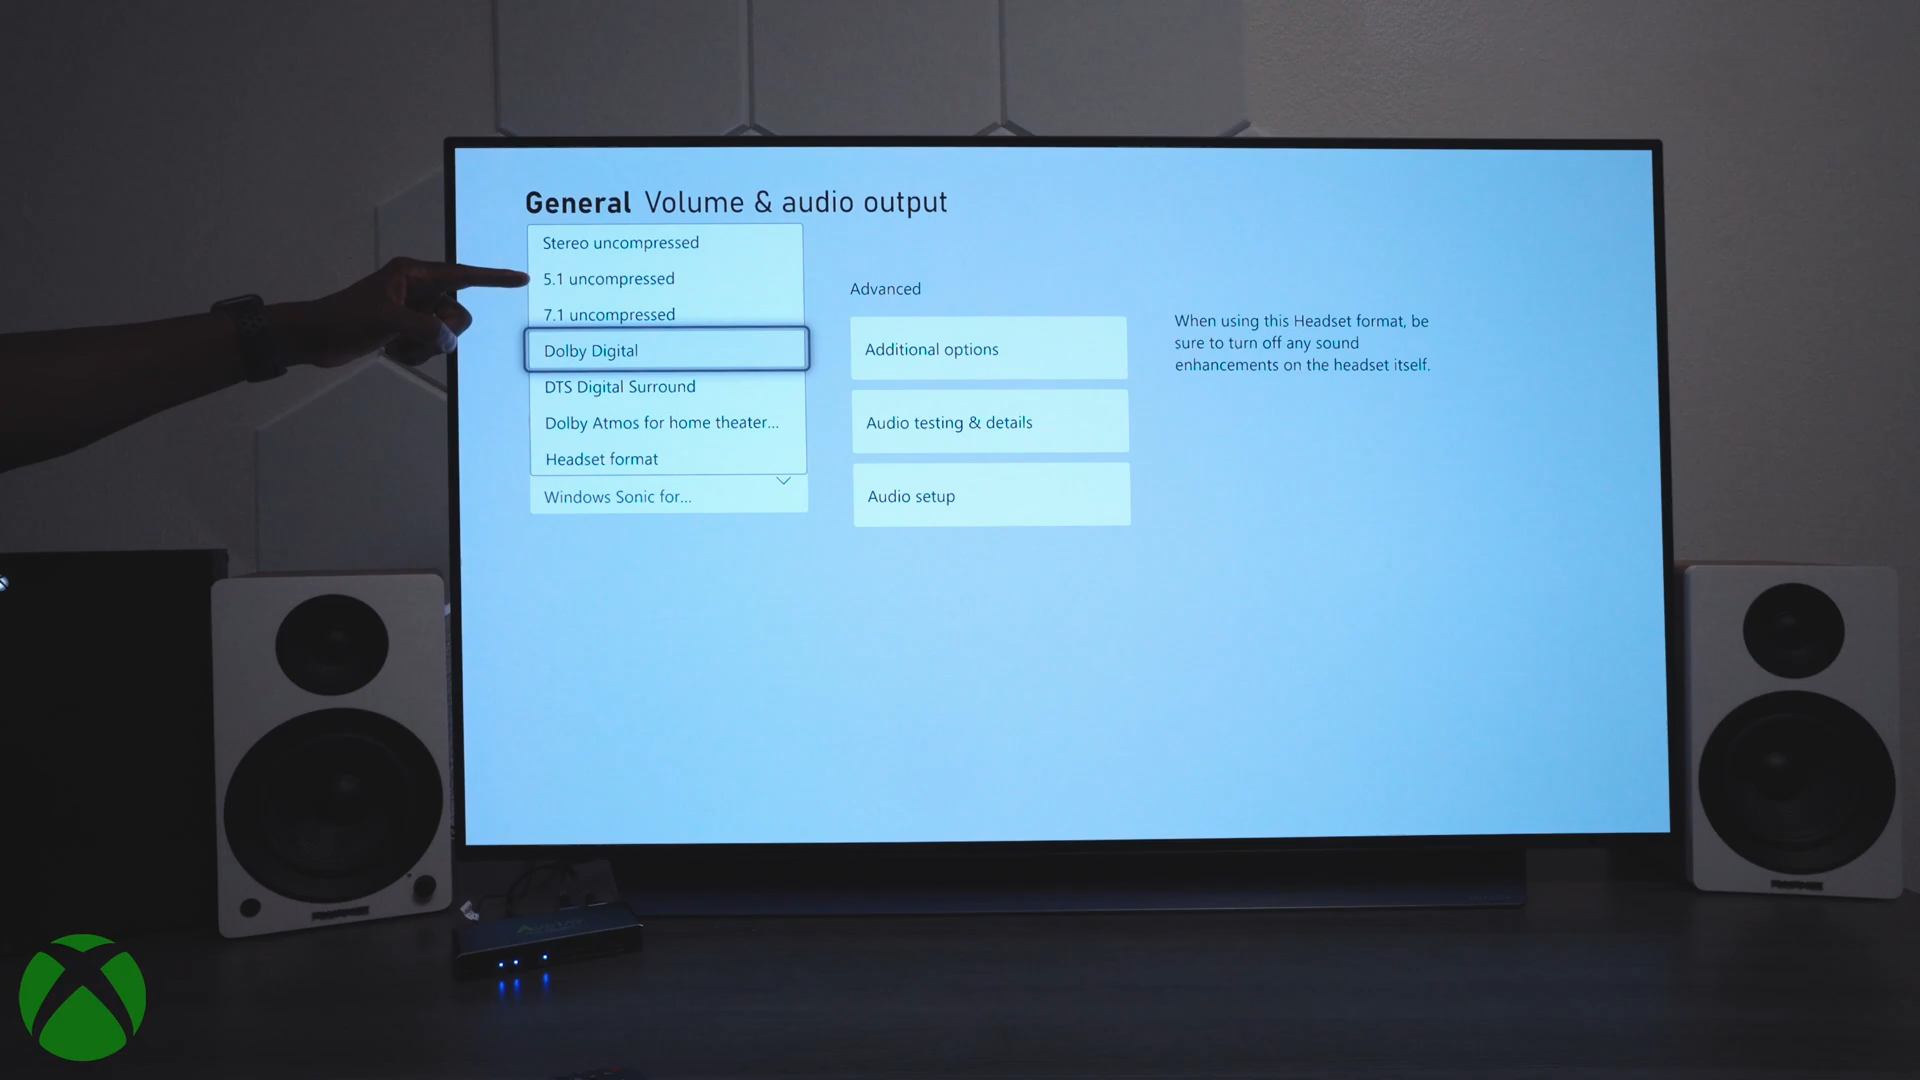 General Volume & audio output
Stereo uncompressed
5.1 uncompressed
7.1 uncompressed
Dolby Digital
DTS Digital Surround
Dolby Atmos for home theater...
Headset format
Windows Sonic for...
Advanced
Additional options
Audio testing & details
Audio setup
When using this Headset format, be
sure to turn off any sound
enhancements on the headset itself.